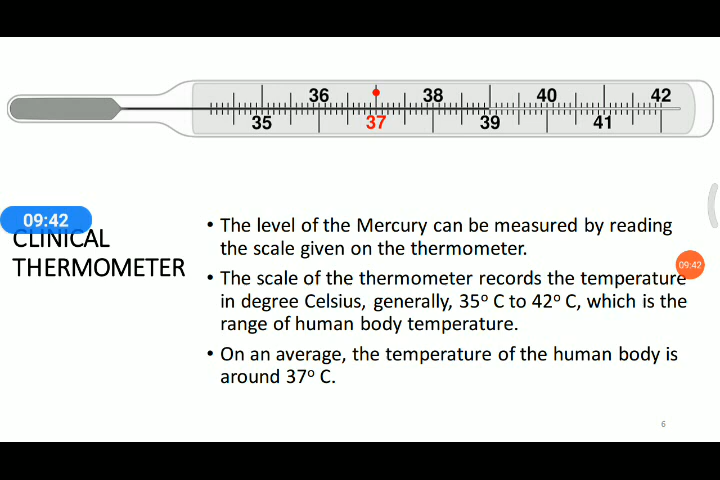 36 38 40 42
35 37 39 41
09:42
CLINICAL
THERMOMETER
• The level of the Mercury can be measured by reading
the scale given on the thermometer.
09:42
• The scale of the thermometer records the temperature
in degree Celsius, generally, 35° C to 42° C, which is the
range of human body temperature.
• On an average, the temperature of the human body is
around 37° C.
6